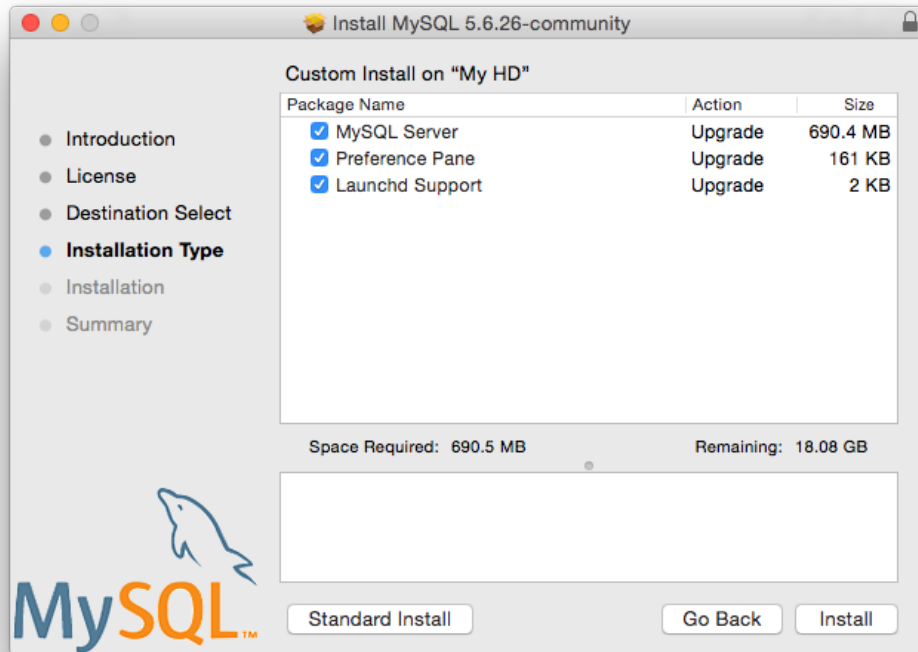 Install MySQL 5.6.26-community
Custom Install on “My HD”
Package Name Action Size
MySQL Server Upgrade 690.4 MB
Preference Pane Upgrade 161 KB
Launchd Support Upgrade 2 KB
Introduction
License
Destination Select
Installation Type
Installation
Summary
Space Required: 690.5 MB Remaining: 18.08 GB
MySQL™
Standard Install Go Back Install